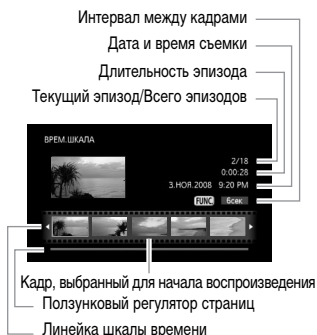 Интервал между кадрами
Дата и время съемки
Длительность эпизода
Текущий эпизод/Всего эпизодов
ВРЕМ.ШКАЛА
2/18
0:00:28
3.НОЯ.2008 9:20 PM
FUNC. 6сек
Кадр, выбранный для начала воспроизведения
Ползунковый регулятор страниц
Линейка шкалы времени